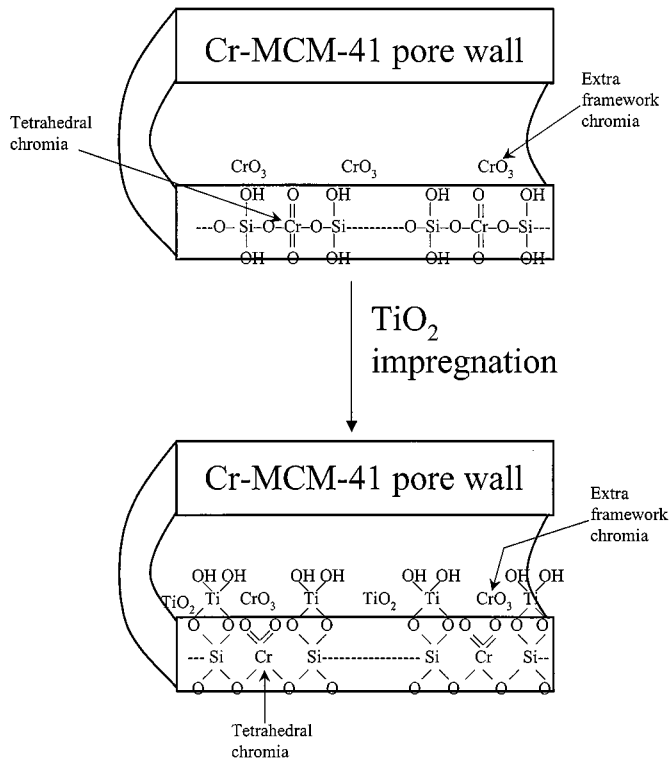 Cr-MCM-41 pore wall
Extra
framework
chromia
Tetrahedral
chromia
CrO3 CrO3 CrO3
OH O OH OH O OH
----O–Si–O–Cr–O–Si----------O–Si–O–Cr–O–Si----
OH O OH OH O OH
TiO2
impregnation
Cr-MCM-41 pore wall
Extra
framework
chromia
OH OH OH OH OH OH OH OH
TiO2 Ti CrO3 Ti TiO2 Ti CrO3 Ti
O O O O O O O O O O O O
--Si Cr Si----------Si Cr Si--
O O O O O O O O
Tetrahedral
chromia